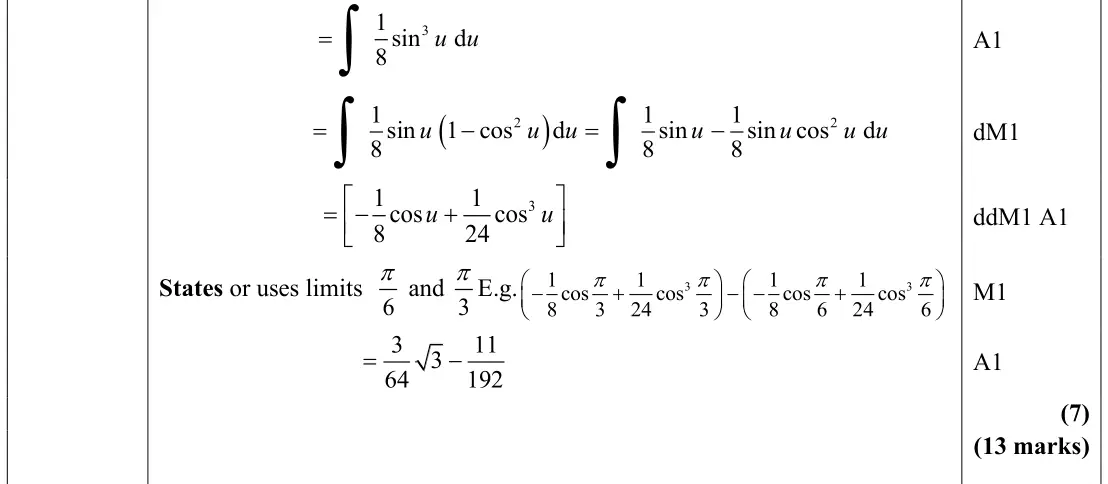 = ∫ 1/8 sin³ u du A1
= ∫ 1/8 sin u (1 − cos² u) du = ∫ 1/8 sin u − 1/8 sin u cos² u du dM1
= [ − 1/8 cos u + 1/24 cos³ u ] ddM1 A1
States or uses limits π/6 and π/3 E.g. ( − 1/8 cos π/3 + 1/24 cos³ π/3 ) − ( − 1/8 cos π/6 + 1/24 cos³ π/6 ) M1
= 3/64 √3 − 11/192 A1
(7)
(13 marks)